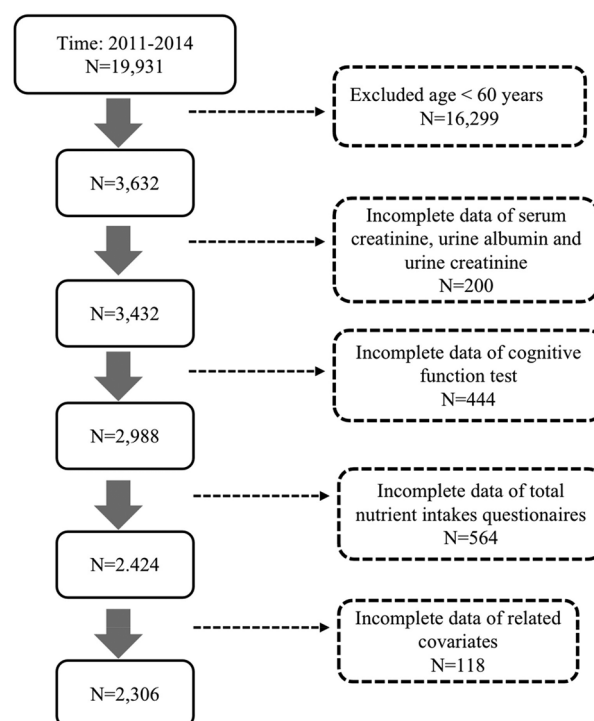 Time: 2011-2014
N=19,931
Excluded age < 60 years
N=16,299
N=3,632
Incomplete data of serum
creatinine, urine albumin and
urine creatinine
N=200
N=3,432
Incomplete data of cognitive
function test
N=444
N=2,988
Incomplete data of total
nutrient intakes questionaires
N=564
N=2.424
Incomplete data of related
covariates
N=118
N=2,306